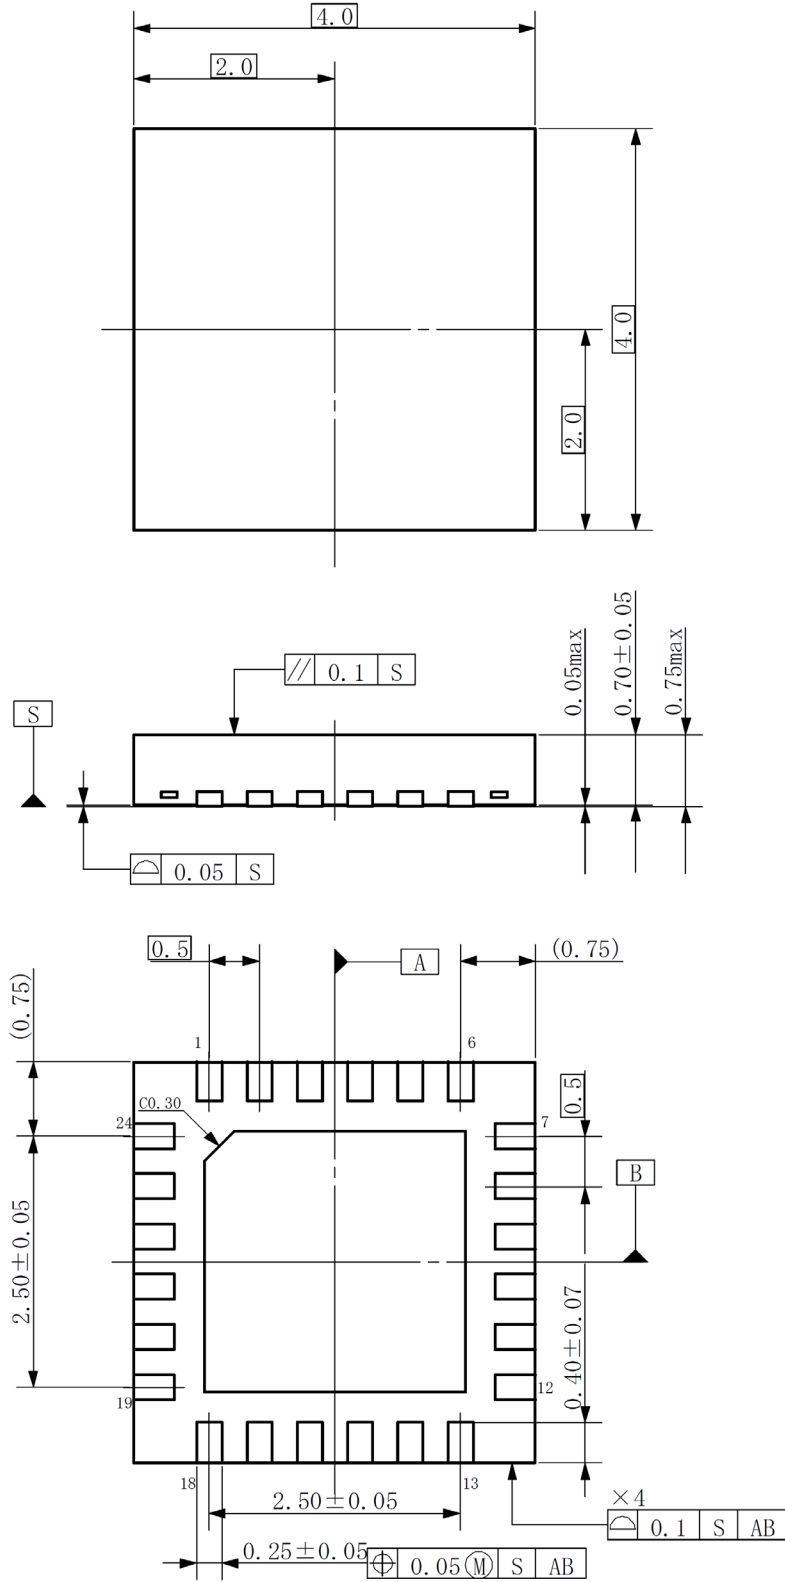 4.0
2.0
4.0
2.0
0.05max
0.70±0.05
0.75max
// 0.1 S
S
⌓ 0.05 S
0.5
A
(0.75)
(0.75)
1
6
C0.30
24
7
0.5
B
2.50±0.05
0.40±0.07
19
12
18
13
2.50±0.05
×4
⌓ 0.1 S AB
0.25±0.05
⌖ 0.05 Ⓜ S AB